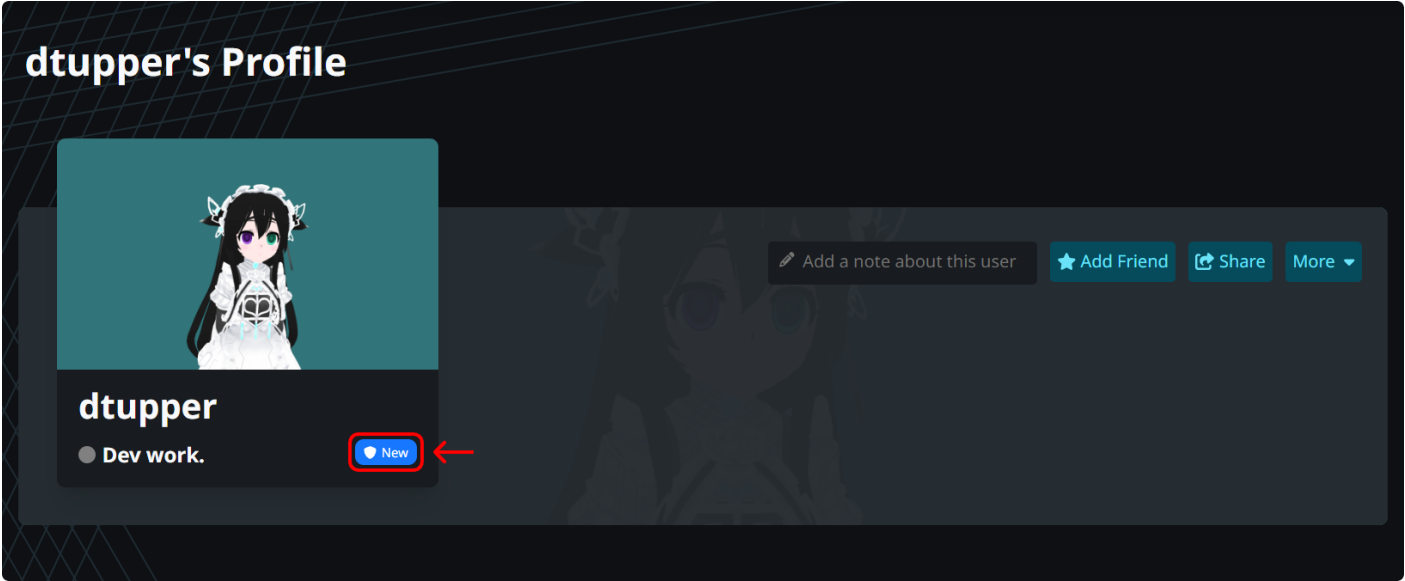 dtupper's Profile
Add a note about this user
Add Friend
Share
More
dtupper
Dev work.
New